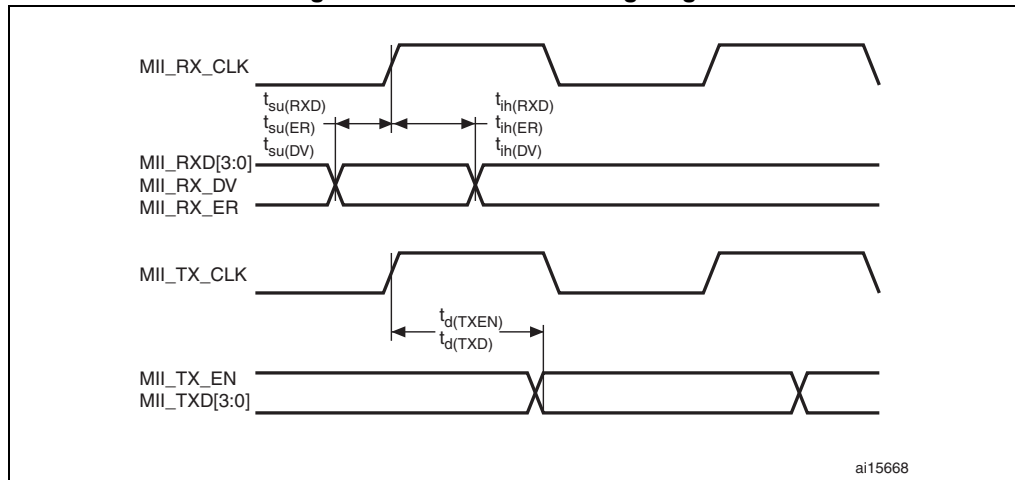 MII_RX_CLK
tsu(RXD)
tsu(ER)
tsu(DV)
tih(RXD)
tih(ER)
tih(DV)
MII_RXD[3:0]
MII_RX_DV
MII_RX_ER
MII_TX_CLK
td(TXEN)
td(TXD)
MII_TX_EN
MII_TXD[3:0]
ai15668